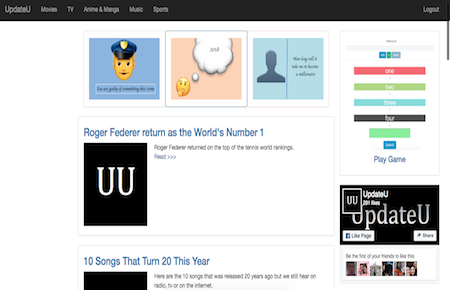 UpdateU Movies TV Anime & Manga Music Sports Logout
You are guilty of committing this crime
2018
How long will it take me to become a millionaire
one
two
three
four
Play Game
Roger Federer return as the World's Number 1
UU
Roger Federer returned on the top of the tennis world rankings.
Read >>>
UU
UpdateU
291 likes
UpdateU
Like Page
Share
Be the first of your friends to like this
10 Songs That Turn 20 This Year
Here are the 10 songs that was released 20 years ago but we still hear on
radio, tv or on the internet.